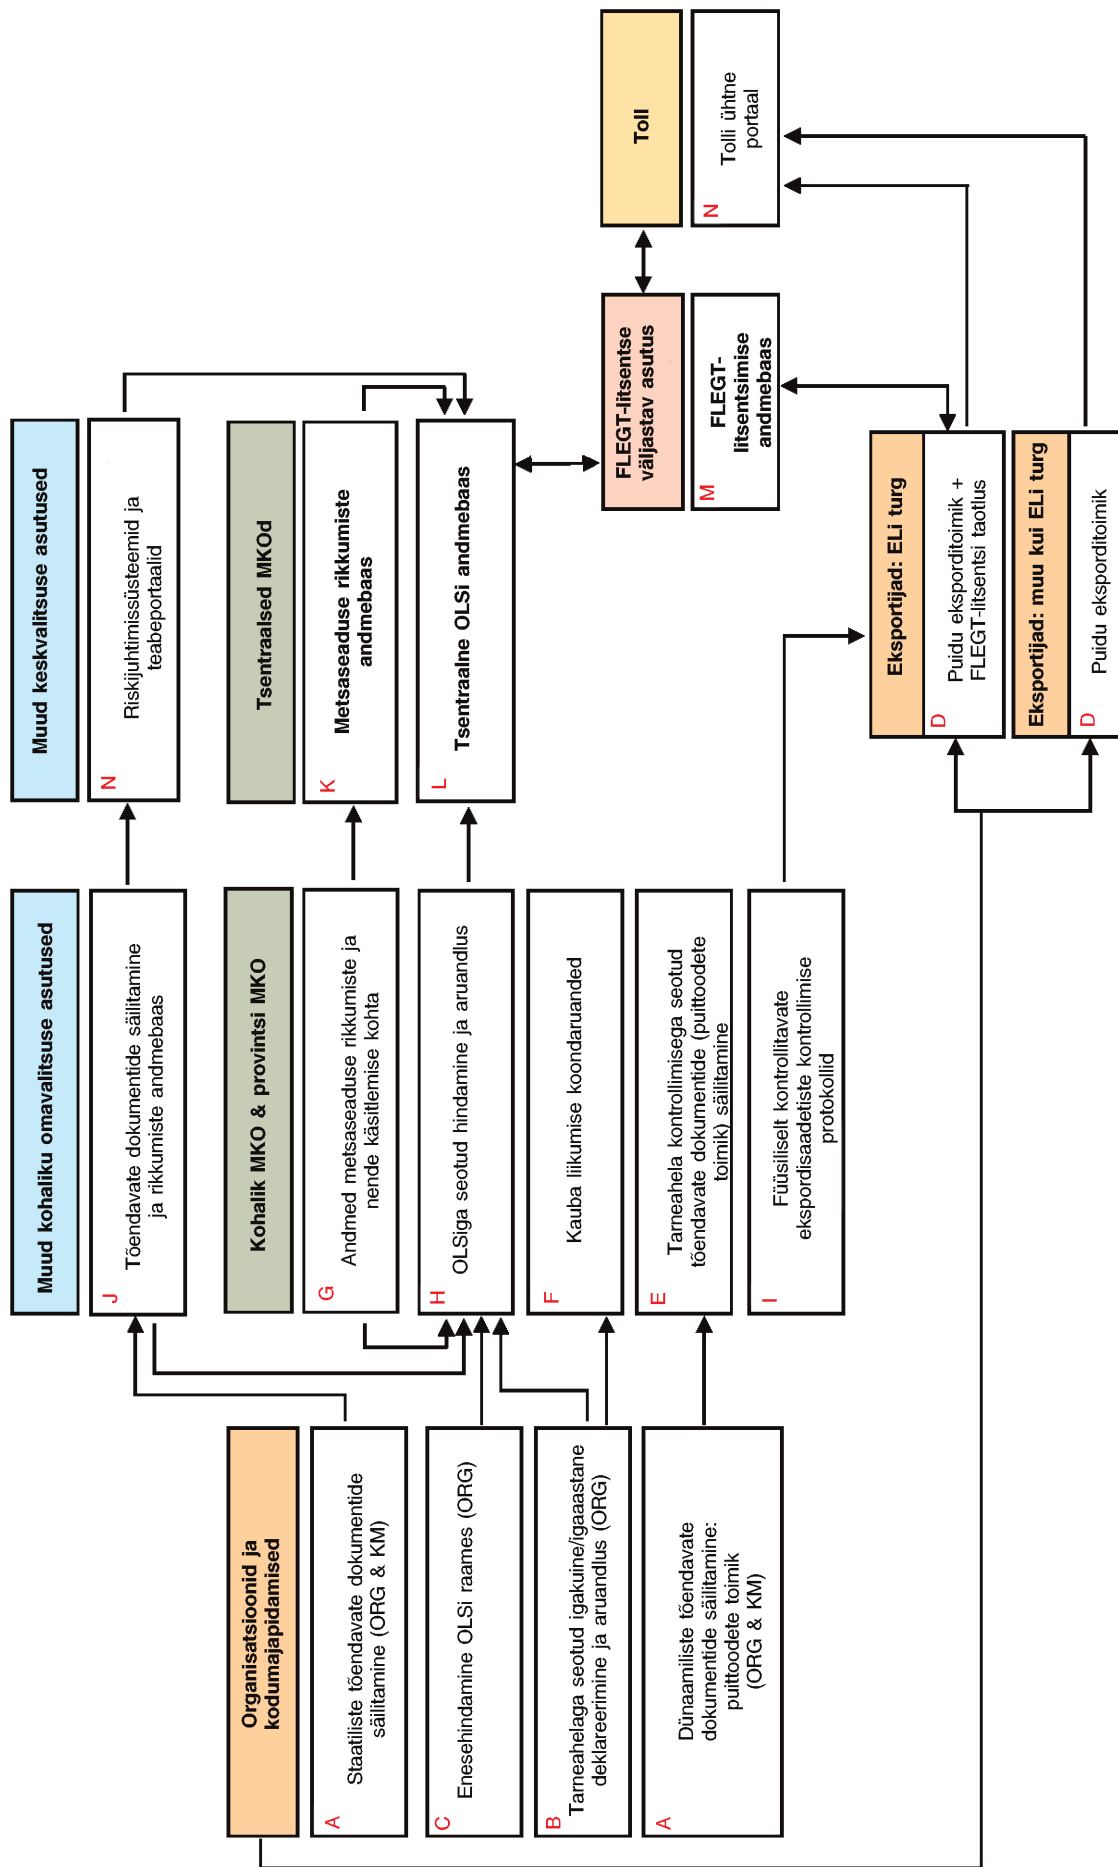 Organisatsioonid ja
kodumajapidamised
A
Staatiliste tõendavate dokumentide
säilitamine (ORG & KM)
C
Enesehindamine OLSi raames (ORG)
B
Tarneahelaga seotud igakuine/igaaastane
deklareerimine ja aruandlus (ORG)
A
Dünaamiliste tõendavate
dokumentide säilitamine:
puittoodete toimik
(ORG & KM)
Muud kohaliku omavalitsuse asutused
J
Tõendavate dokumentide säilitamine
ja rikkumiste andmebaas
Kohalik MKO & provintsi MKO
G
Andmed metsaseaduse rikkumiste ja
nende käsitlemise kohta
H
OLSiga seotud hindamine ja aruandlus
F
Kauba liikumise koondaruanded
E
Tarneahela kontrollimisega seotud
tõendavate dokumentide (puittoodete
toimik) säilitamine
I
Füüsiliselt kontrollitavate
ekspordisaadetiste kontrollimise
protokollid
Muud keskvalitsuse asutused
N
Riskijuhtimissüsteemid ja
teabeportaalid
Tsentraalsed MKOd
K
Metsaseaduse rikkumiste
andmebaas
L
Tsentraalne OLSi andmebaas
FLEGT-litsentse
väljastav asutus
M
FLEGT-
litsentsimise
andmebaas
Toll
N
Tolli ühtne
portaal
Eksportijad: ELi turg
D
Puidu eksporditoimik +
FLEGT-litsentsi taotlus
Eksportijad: muu kui ELi turg
D
Puidu eksporditoimik